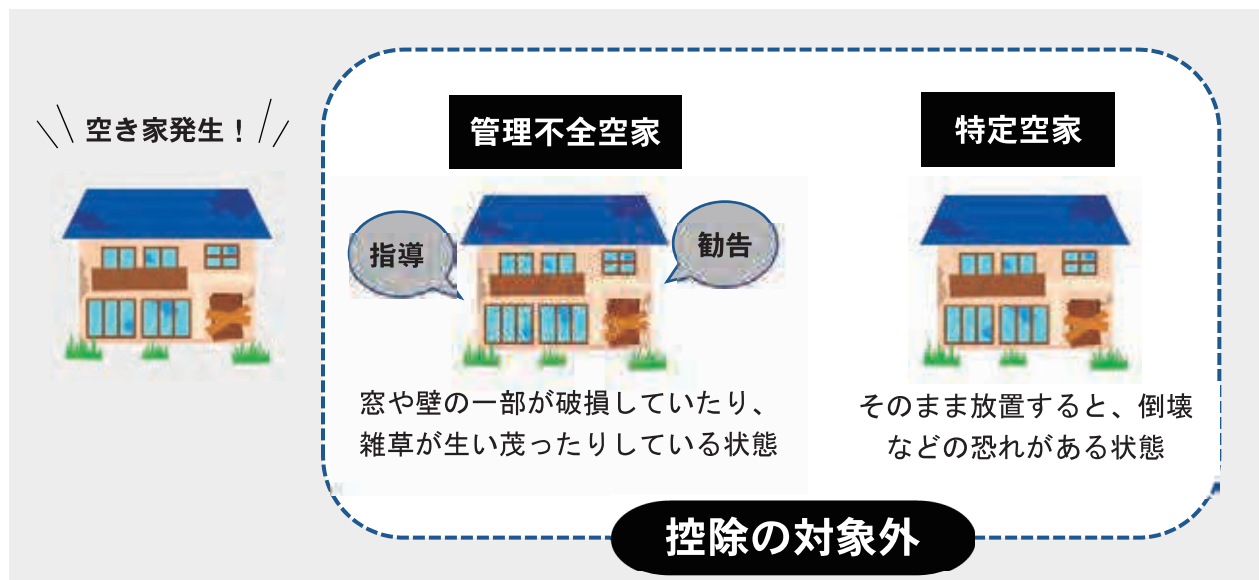 空き家発生！
管理不全空家
指導
勧告
窓や壁の一部が破損していたり、
雑草が生い茂ったりしている状態
特定空家
そのまま放置すると、倒壊
などの恐れがある状態
控除の対象外